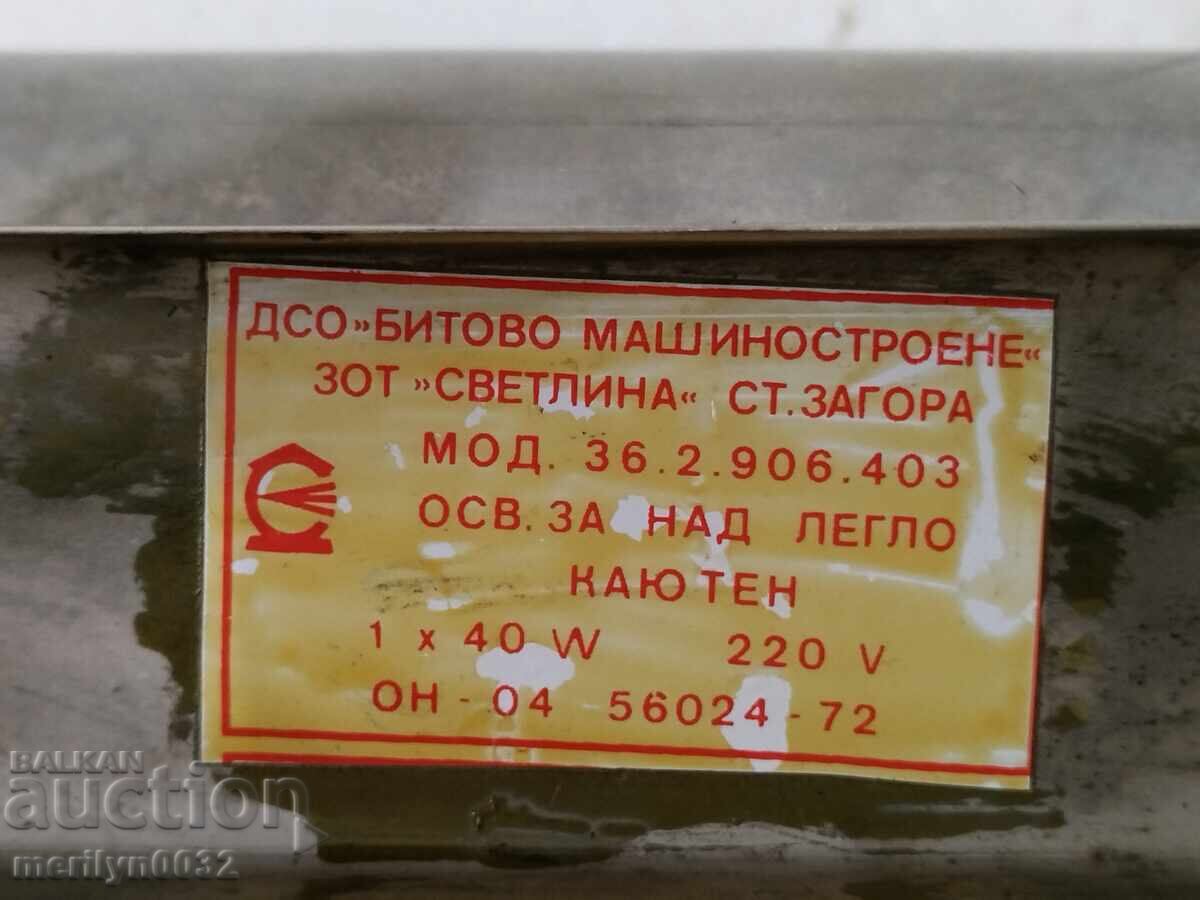 ДСО»БИТОВО МАШИНОСТРОЕНЕ«
ЗОТ »СВЕТЛИНА« СТ.ЗАГОРА
МОД. 36.2.906.403
ОСВ. ЗА НАД ЛЕГЛО
КАЮТЕН
1 x 40 W 220 V
ОН-04 56024-72
BALKAN
auction
merilyn0032